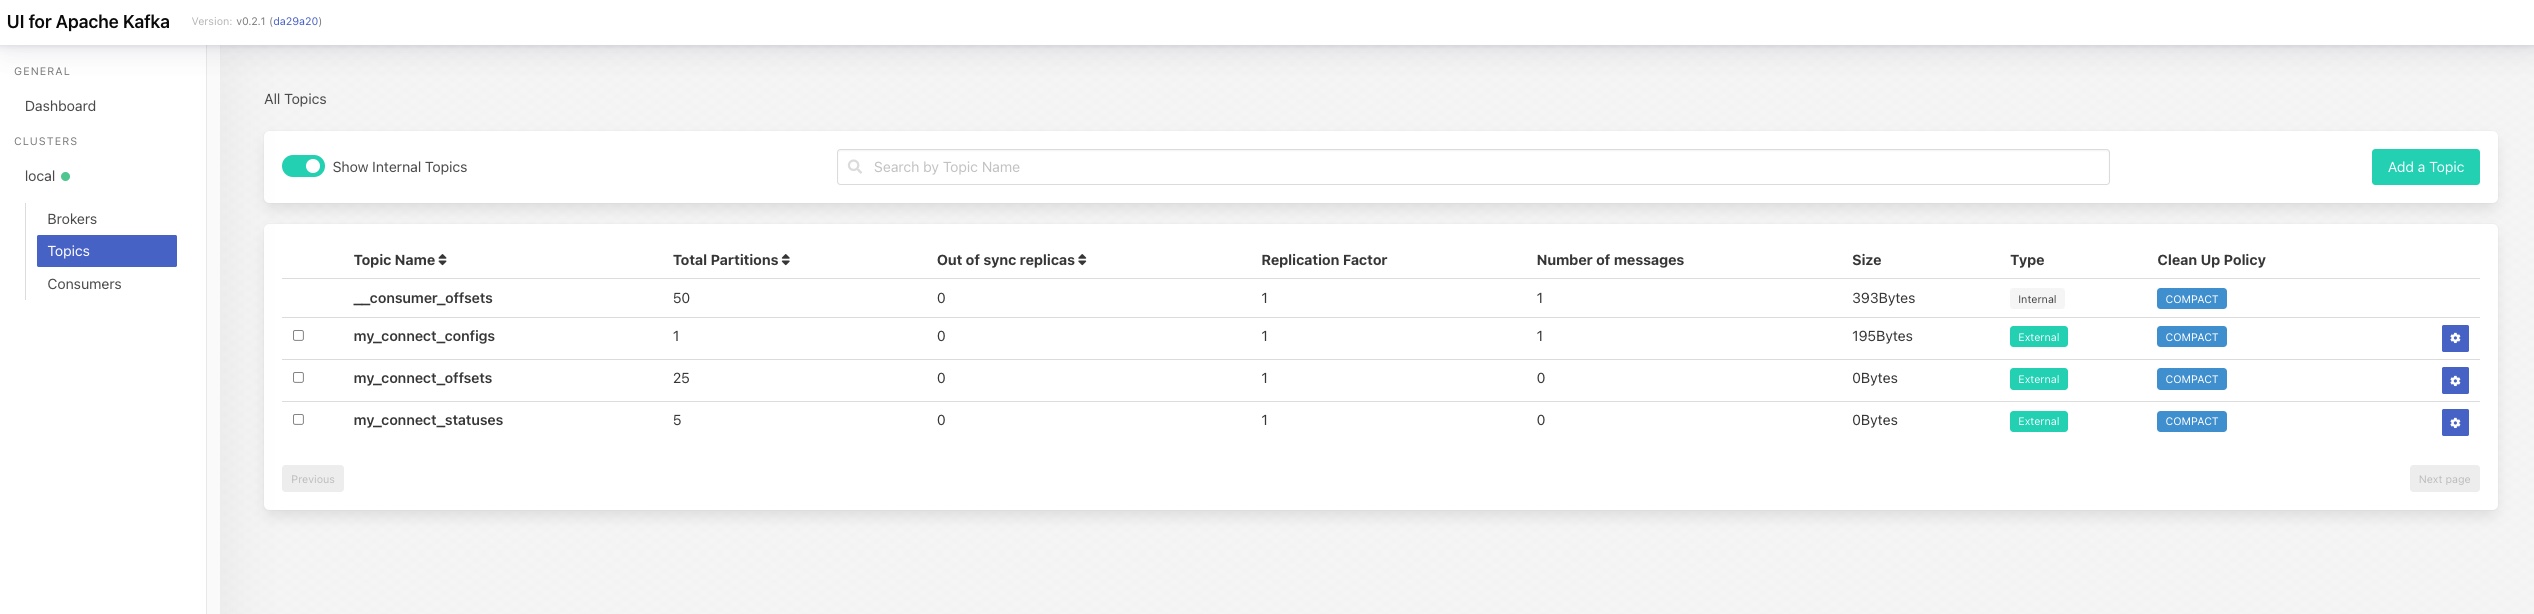 UI for Apache Kafka Version: v0.2.1 (da29a20)
GENERAL
Dashboard
CLUSTERS
local
Brokers
Topics
Consumers
All Topics
Show Internal Topics Search by Topic Name Add a Topic
Topic Name Total Partitions Out of sync replicas Replication Factor Number of messages Size Type Clean Up Policy
__consumer_offsets 50 0 1 1 393Bytes Internal COMPACT
my_connect_configs 1 0 1 1 195Bytes External COMPACT
my_connect_offsets 25 0 1 0 0Bytes External COMPACT
my_connect_statuses 5 0 1 0 0Bytes External COMPACT
Previous Next page